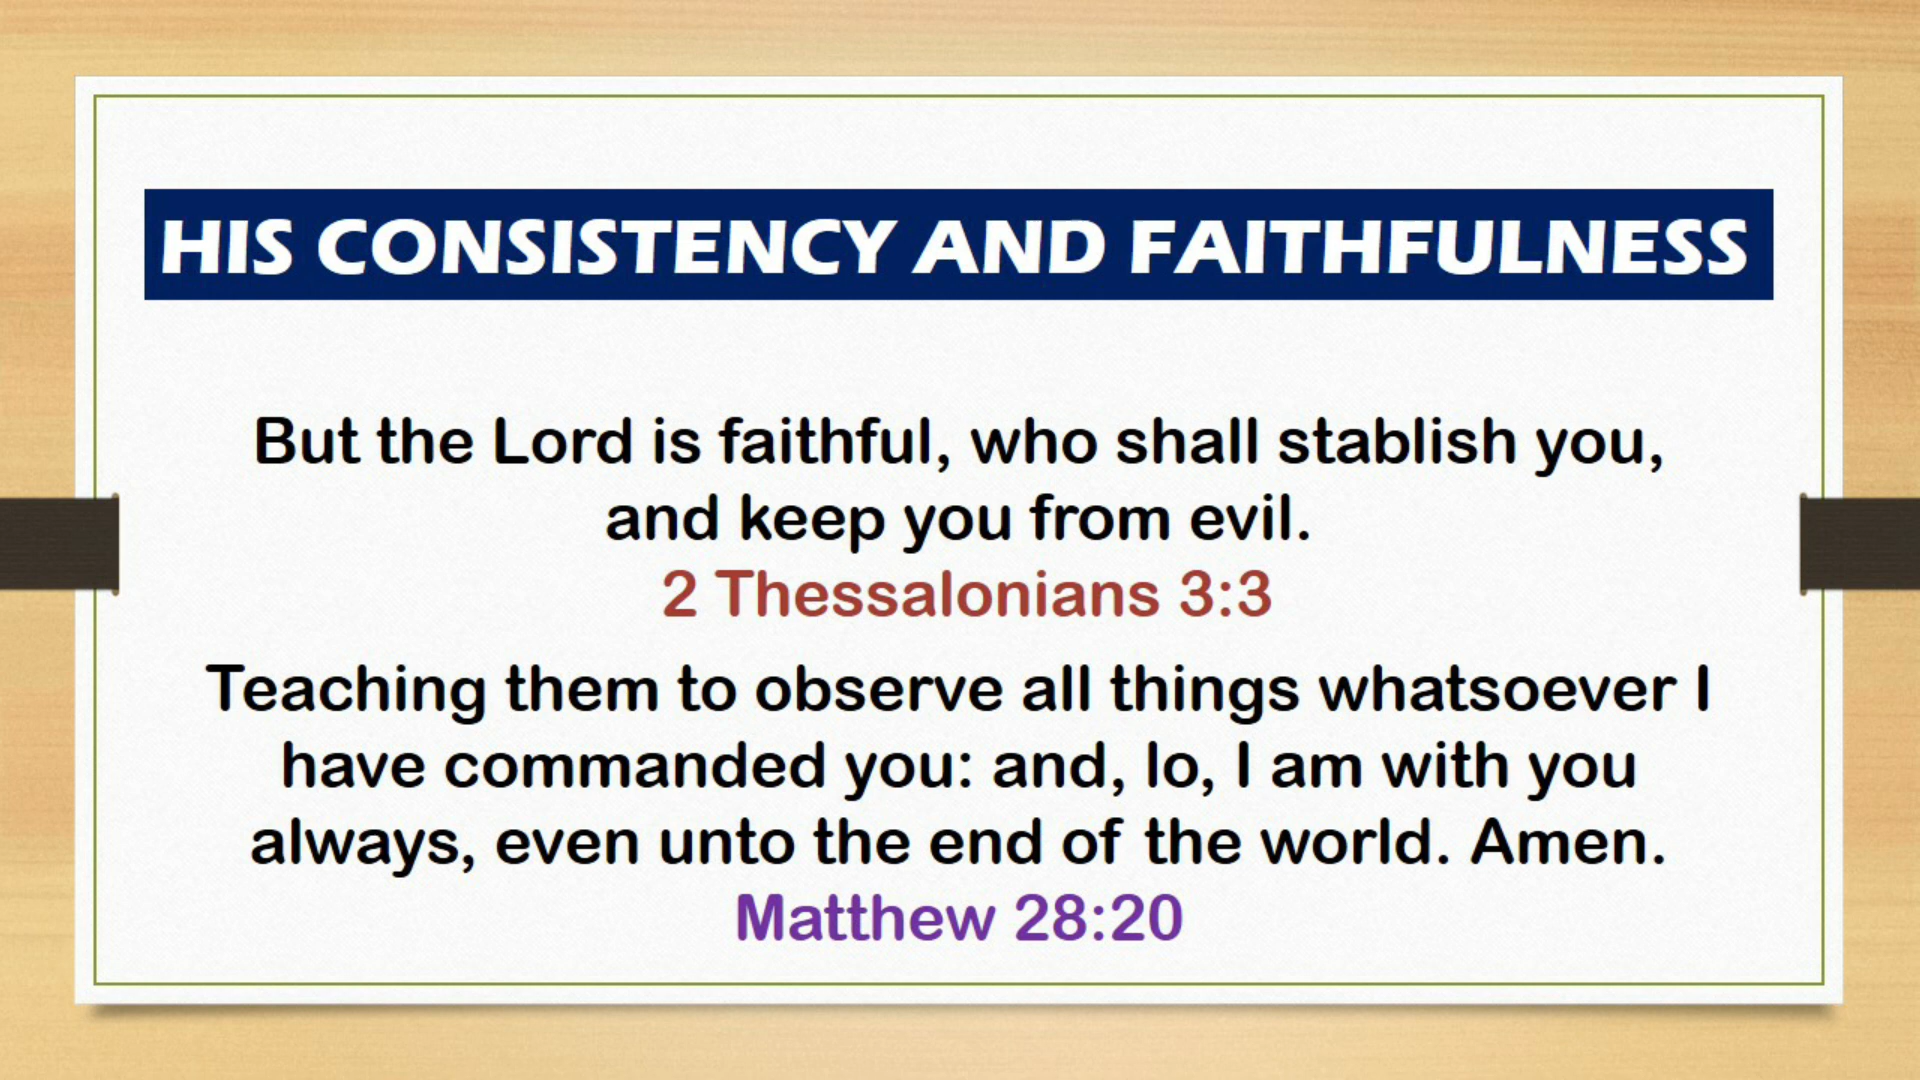 HIS CONSISTENCY AND FAITHFULNESS
But the Lord is faithful, who shall stablish you,
and keep you from evil.
2 Thessalonians 3:3
Teaching them to observe all things whatsoever I
have commanded you: and, lo, I am with you
always, even unto the end of the world. Amen.
Matthew 28:20